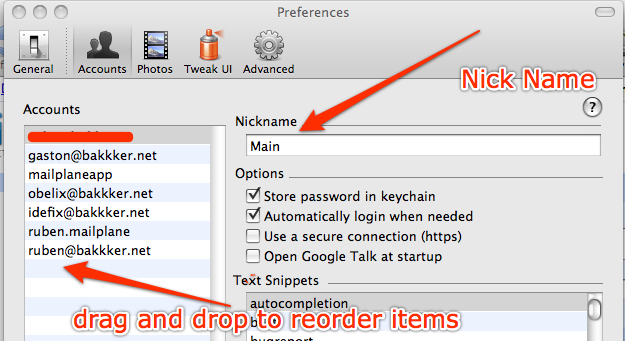 Preferences
General
Accounts
Photos
Tweak UI
Advanced
Nick Name
Accounts
gaston@bakkker.net
mailplaneapp
obelix@bakkker.net
idefix@bakkker.net
ruben.mailplane
ruben@bakkker.net
?
Nickname
Main
Options
Store password in keychain
Automatically login when needed
Use a secure connection (https)
Open Google Talk at startup
Text Snippets
autocompletion
drag and drop to reorder items
bugreport